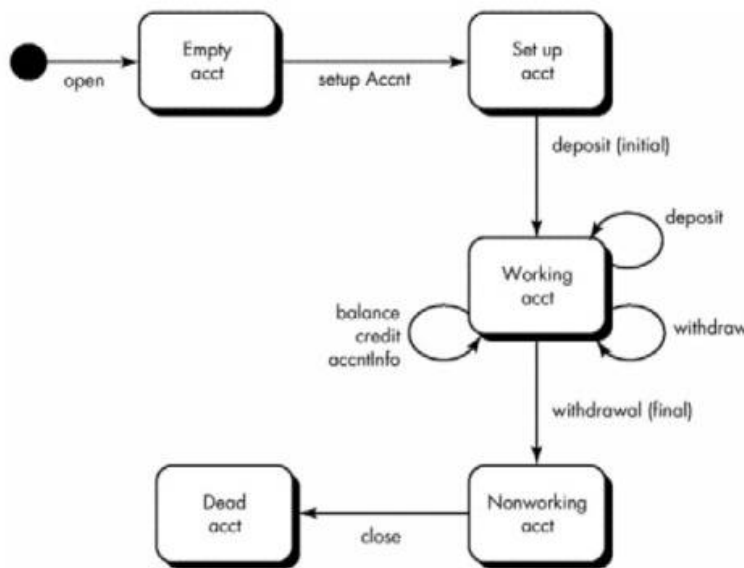 Empty
acct
Set up
acct
open
setup Accnt
deposit (initial)
deposit
Working
acct
balance
credit
accntInfo
withdraw
withdrawal (final)
Dead
acct
Nonworking
acct
close